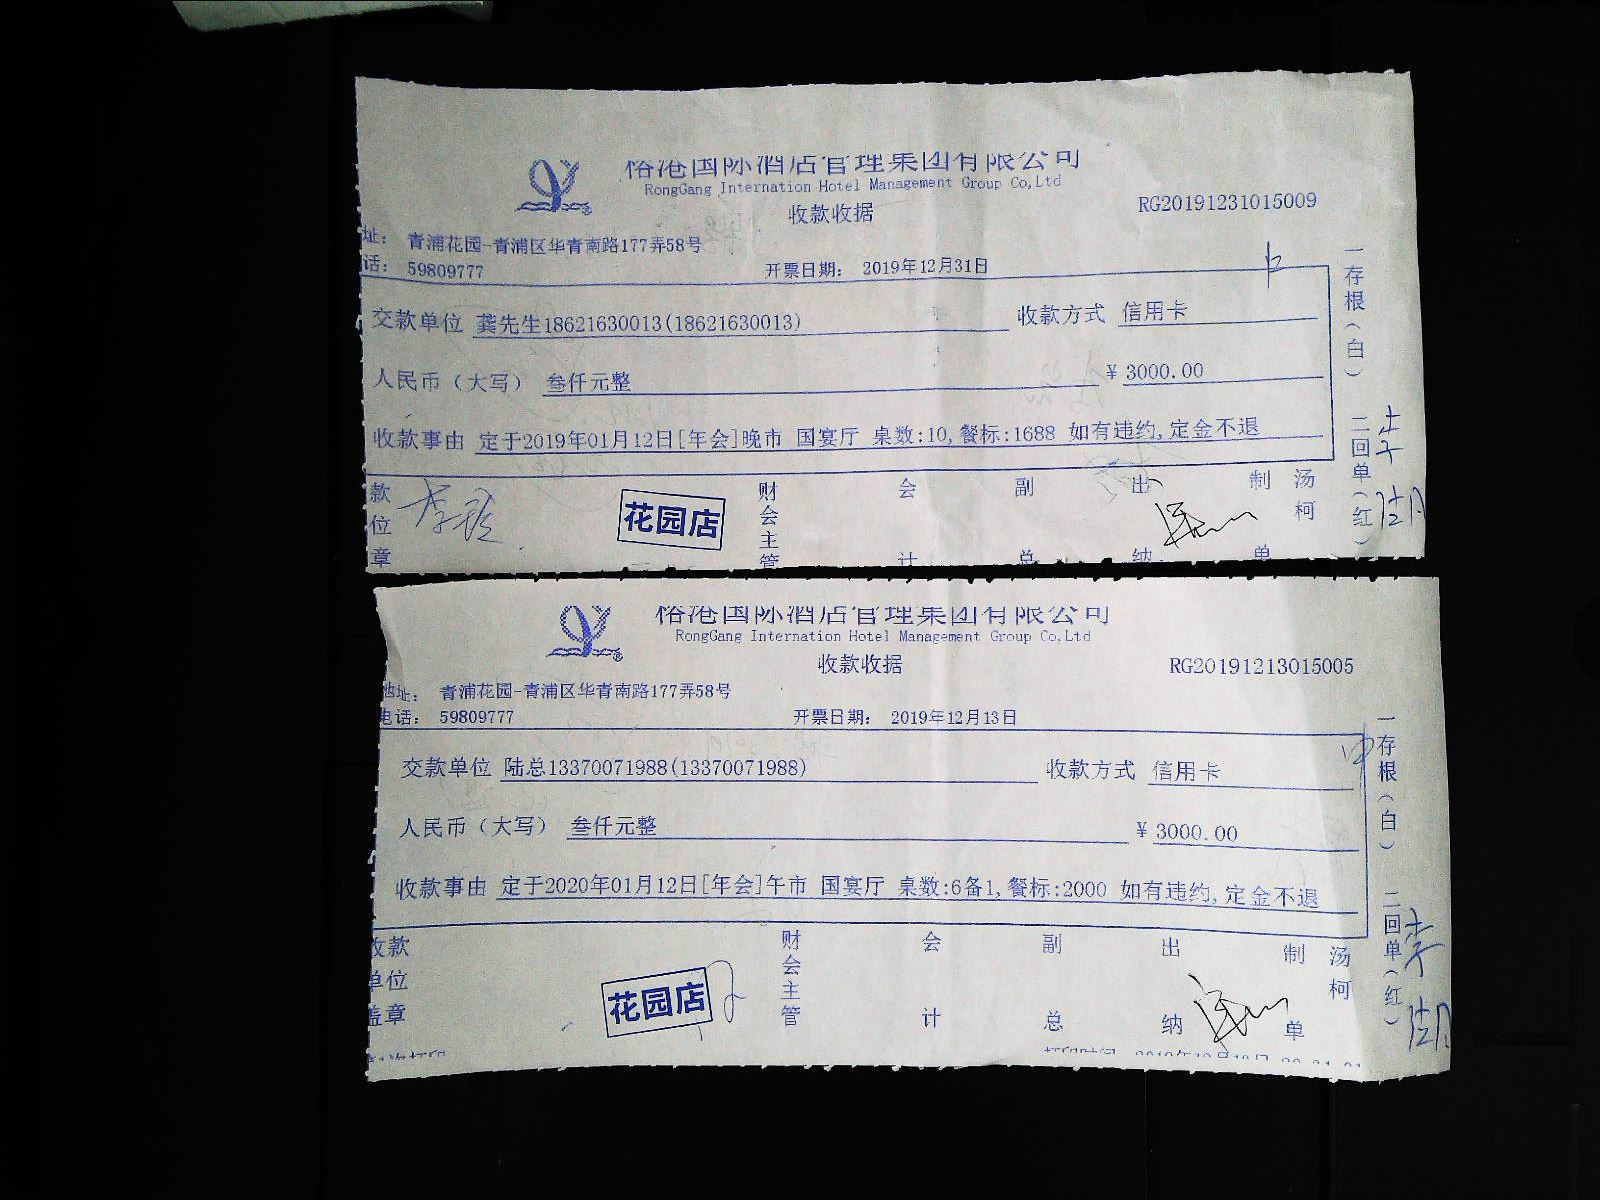 裕港国际酒店管理集团有限公司
RongGang Internation Hotel Management Group Co,Ltd
收款收据
RG20191231015009
址： 青浦花园-青浦区华青南路177弄58号
话： 59809777 开票日期： 2019年12月31日
交款单位 龚先生18621630013(18621630013) 收款方式 信用卡
人民币（大写） 叁仟元整 ￥3000.00
收款事由 定于2019年01月12日[年会]晚市 国宴厅 桌数:10,餐标:1688 如有违约,定金不退
款位章 花园店 财会主管 会计 副总 出纳 制单 汤柯
一存根（白） 二回单（红）
裕港国际酒店管理集团有限公司
RongGang Internation Hotel Management Group Co,Ltd
收款收据
RG20191213015005
地址： 青浦花园-青浦区华青南路177弄58号
电话： 59809777 开票日期： 2019年12月13日
交款单位 陆总13370071988(13370071988) 收款方式 信用卡
人民币（大写） 叁仟元整 ￥3000.00
收款事由 定于2020年01月12日[年会]午市 国宴厅 桌数:6备1,餐标:2000 如有违约,定金不退
收款单位盖章 花园店 财会主管 会计 副总 出纳 制单 汤柯
一存根（白） 二回单（红）